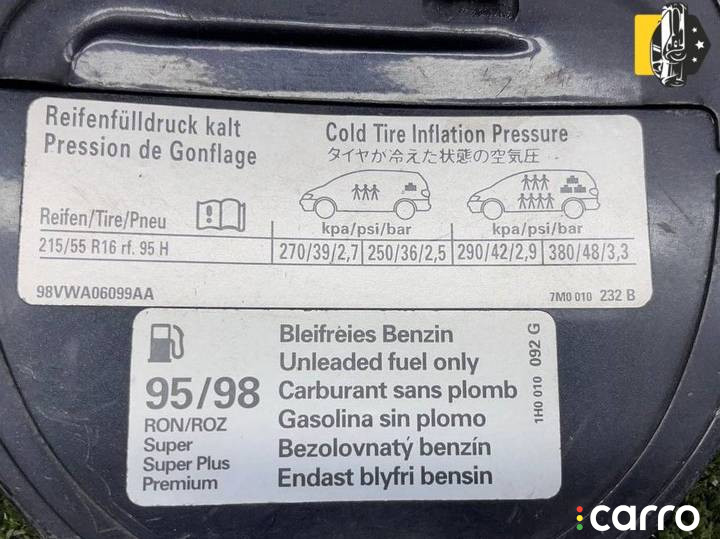 Reifenfülldruck kalt
Pression de Gonflage
Cold Tire Inflation Pressure
タイヤが冷えた状態の空気圧
Reifen/Tire/Pneu
kpa/psi/bar kpa/psi/bar
215/55 R16 rf. 95 H 270/39/2,7 250/36/2,5 290/42/2,9 380/48/3,3
98VWA06099AA 7M0 010 232 B
95/98
RON/ROZ
Super
Super Plus
Premium
Bleifreies Benzin
Unleaded fuel only
Carburant sans plomb
Gasolina sin plomo
Bezolovnatý benzín
Endast blyfri bensin
1H0 010 092 G
carro